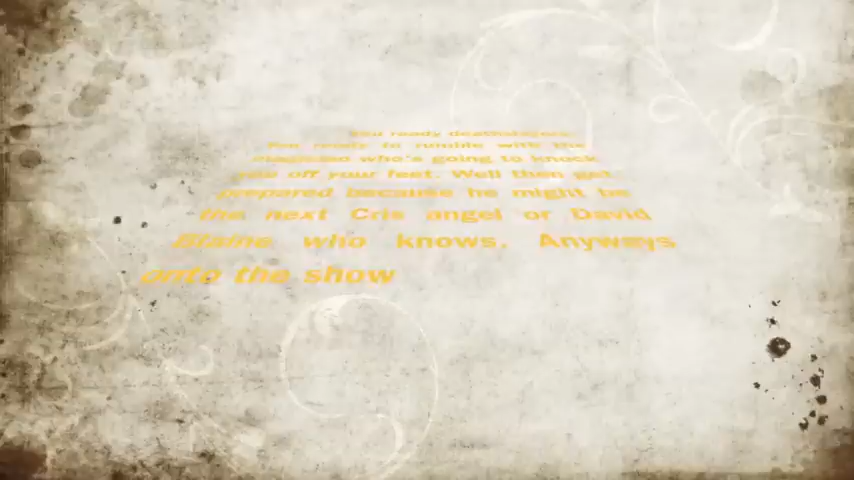 You ready deathslayers.
You ready to rumble with the
magician who's going to knock
you off your feet. Well then get
prepared because he might be
the next Cris angel or David
Blaine who knows. Anyways
onto the show